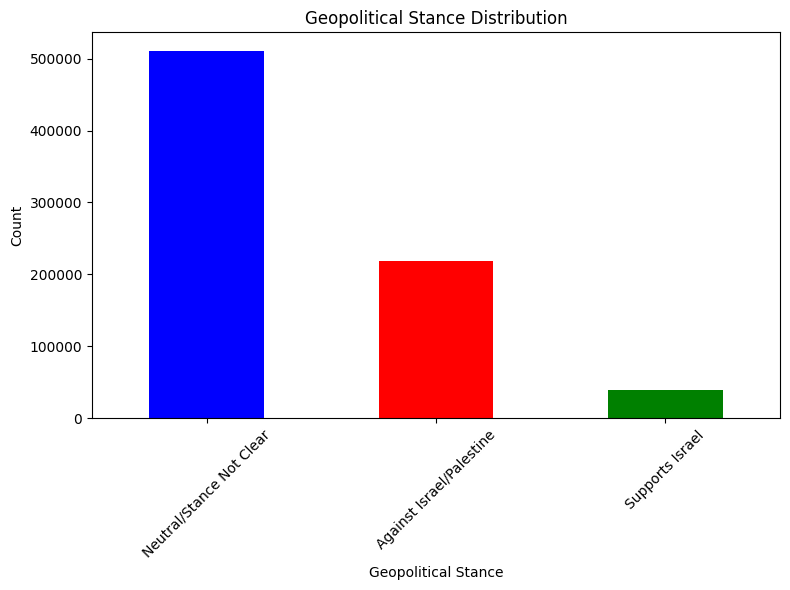 Geopolitical Stance Distribution
Count
500000
400000
300000
200000
100000
0
Neutral/Stance Not Clear
Against Israel/Palestine
Supports Israel
Geopolitical Stance